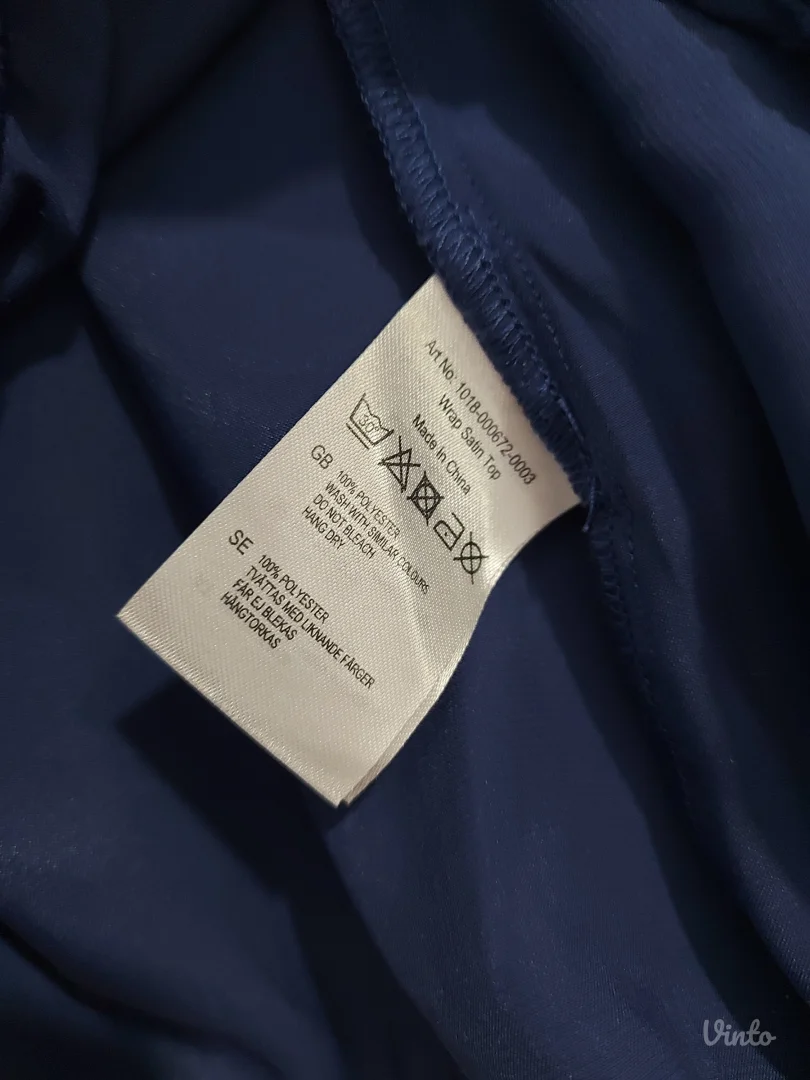 Art No: 1018-000672-0003
Wrap Satin Top
Made in China
30°
GB
100% POLYESTER
WASH WITH SIMILAR COLOURS
DO NOT BLEACH
HANG DRY
SE
100% POLYESTER
TVÄTTAS MED LIKNANDE FÄRGER
FÅR EJ BLEKAS
HÄNGTORKAS
Vinto